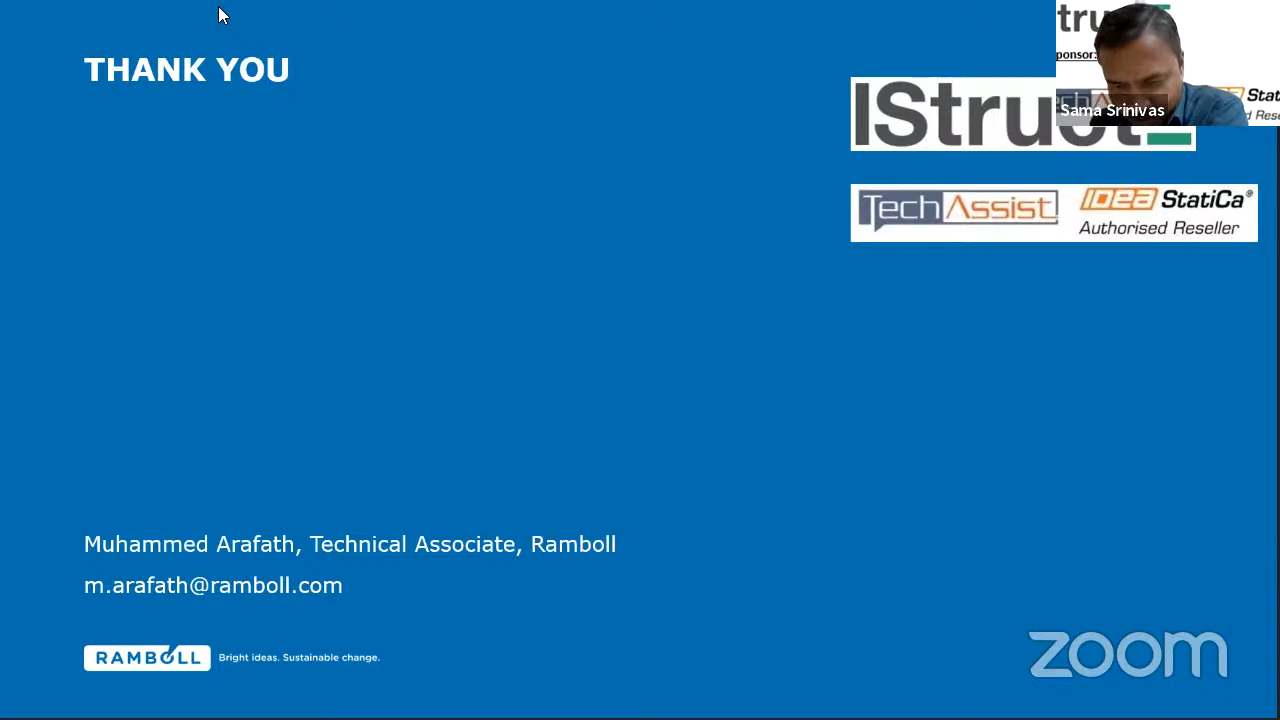 THANK YOU
ponsor:
Sama Srinivas
IStruct
TechAssist
IDEA StatiCa®
Authorised Reseller
Muhammed Arafath, Technical Associate, Ramboll
m.arafath@ramboll.com
RAMBOLL Bright ideas. Sustainable change.
zoom